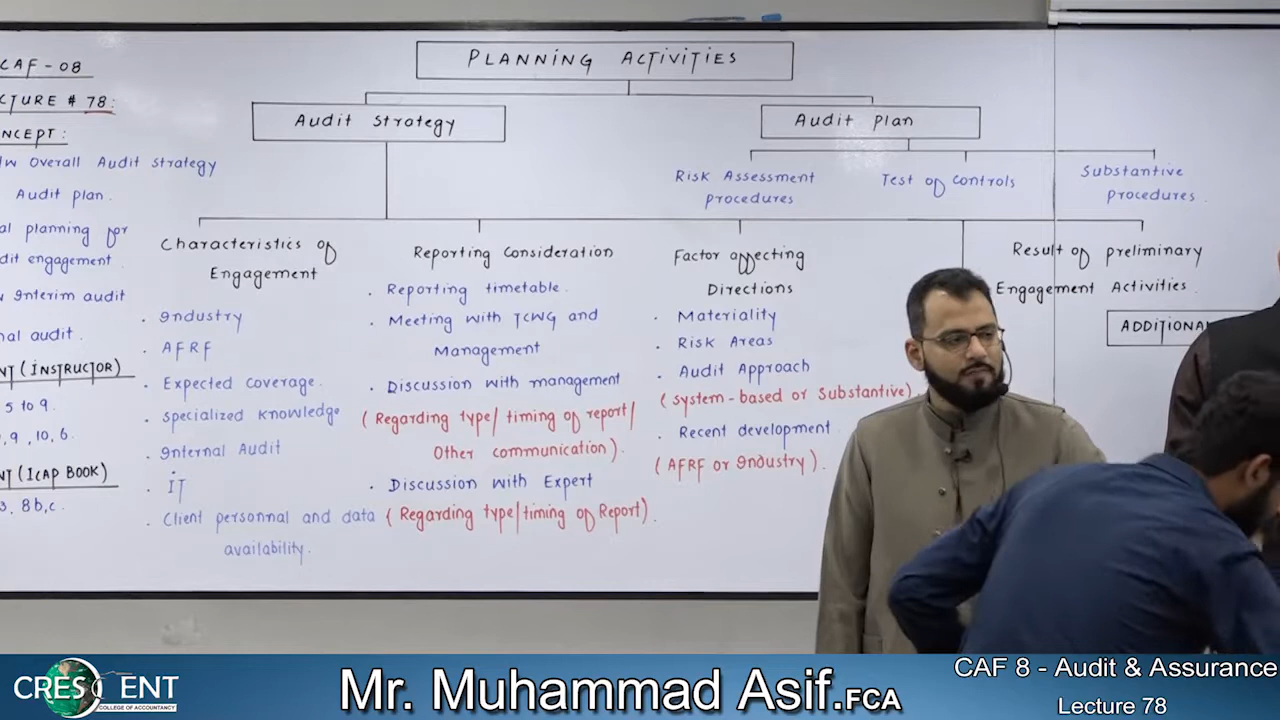 CAF - 08
CTURE # 78:
NCEPT:
/w Overall Audit Strategy
Audit plan.
al planning for
dit engagement.
w Interim audit
nal audit.
NT (INSTRUCTOR)
5 to 9.
,9, 10, 6.
NT (ICAP BOOK)
3. 8b,c.
PLANNING ACTIVITIES
Audit Strategy
Audit Plan
Risk Assessment
procedures
Test of Controls
Substantive
procedures.
Characteristics of
Engagement
. Industry
. AFRF
. Expected coverage.
. Specialized Knowledge
. Internal Audit
. IT
. Client personnal and data
availability.
Reporting Consideration
. Reporting timetable.
. Meeting with TCWG and
Management
. Discussion with management
(Regarding type/timing of report/
Other communication).
. Discussion with Expert
(Regarding type/timing of Report).
Factor affecting
Directions
. Materiality
. Risk Areas
. Audit Approach
(System-based or Substantive)
. Recent development
(AFRF or Industry).
Result of preliminary
Engagement Activities.
ADDITIONA
CRESCENT
COLLEGE OF ACCOUNTANCY
Mr. Muhammad Asif.FCA
CAF 8 - Audit & Assurance
Lecture 78